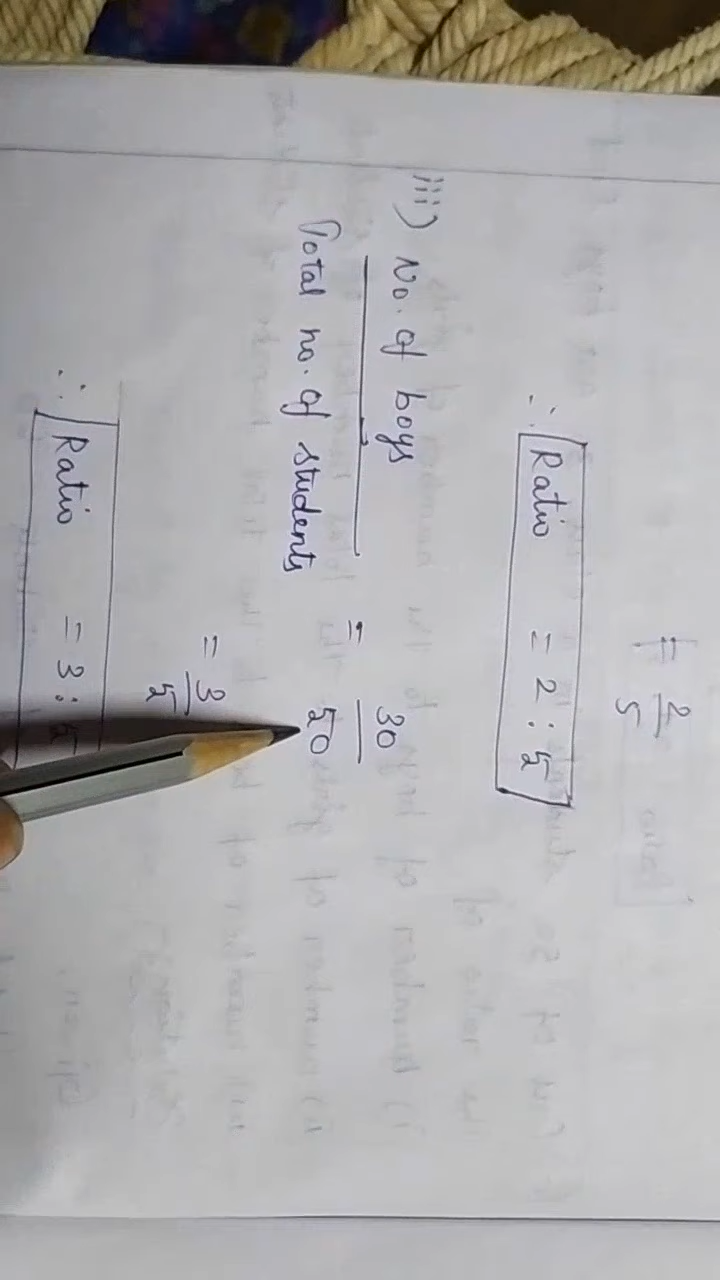 = 2/5
∴ Ratio = 2 : 5
iii) No. of boys
Total no. of students
= 30/50
= 3/5
∴ Ratio = 3 : 5